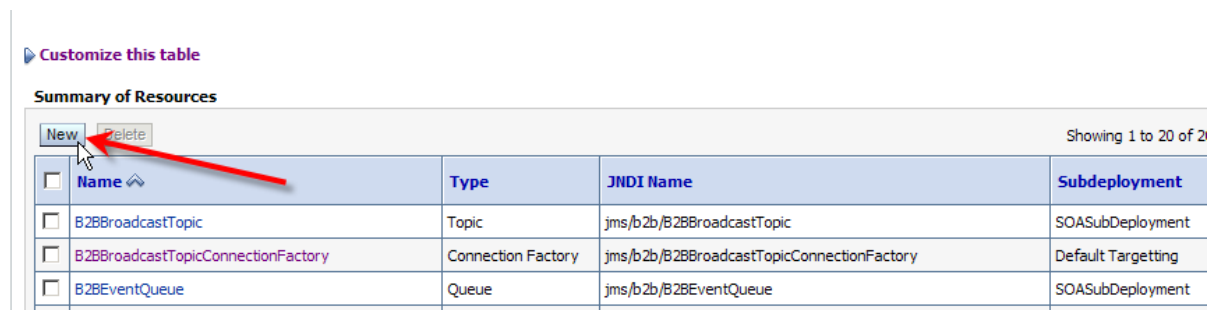 Customize this table
Summary of Resources
New Delete Showing 1 to 20 of
Name Type JNDI Name Subdeployment
B2BBroadcastTopic Topic jms/b2b/B2BBroadcastTopic SOASubDeployment
B2BBroadcastTopicConnectionFactory Connection Factory jms/b2b/B2BBroadcastTopicConnectionFactory Default Targetting
B2BEventQueue Queue jms/b2b/B2BEventQueue SOASubDeployment